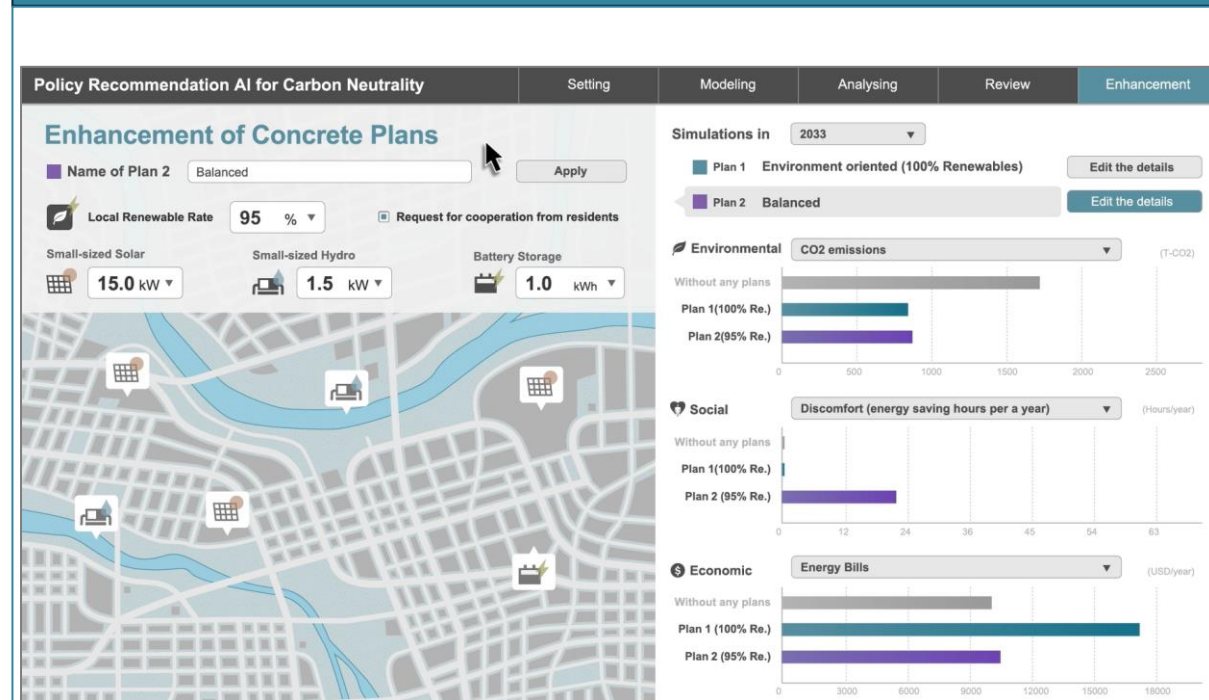 Policy Recommendation AI for Carbon Neutrality
Setting
Modeling
Analysing
Review
Enhancement
Enhancement of Concrete Plans
Name of Plan 2
Balanced
Apply
Local Renewable Rate
95 %
Request for cooperation from residents
Small-sized Solar
Small-sized Hydro
Battery Storage
15.0 kW
1.5 kW
1.0 kWh
Simulations in
2033
Plan 1 Environment oriented (100% Renewables)
Edit the details
Plan 2 Balanced
Edit the details
Environmental
CO2 emissions
(T-CO2)
Without any plans
Plan 1(100% Re.)
Plan 2(95% Re.)
0 500 1000 1500 2000 2500
Social
Discomfort (energy saving hours per a year)
(Hours/year)
Without any plans
Plan 1(100% Re.)
Plan 2 (95% Re.)
0 12 24 36 45 54 63
Economic
Energy Bills
(USD/year)
Without any plans
Plan 1 (100% Re.)
Plan 2 (95% Re.)
0 3000 6000 9000 12000 15000 18000